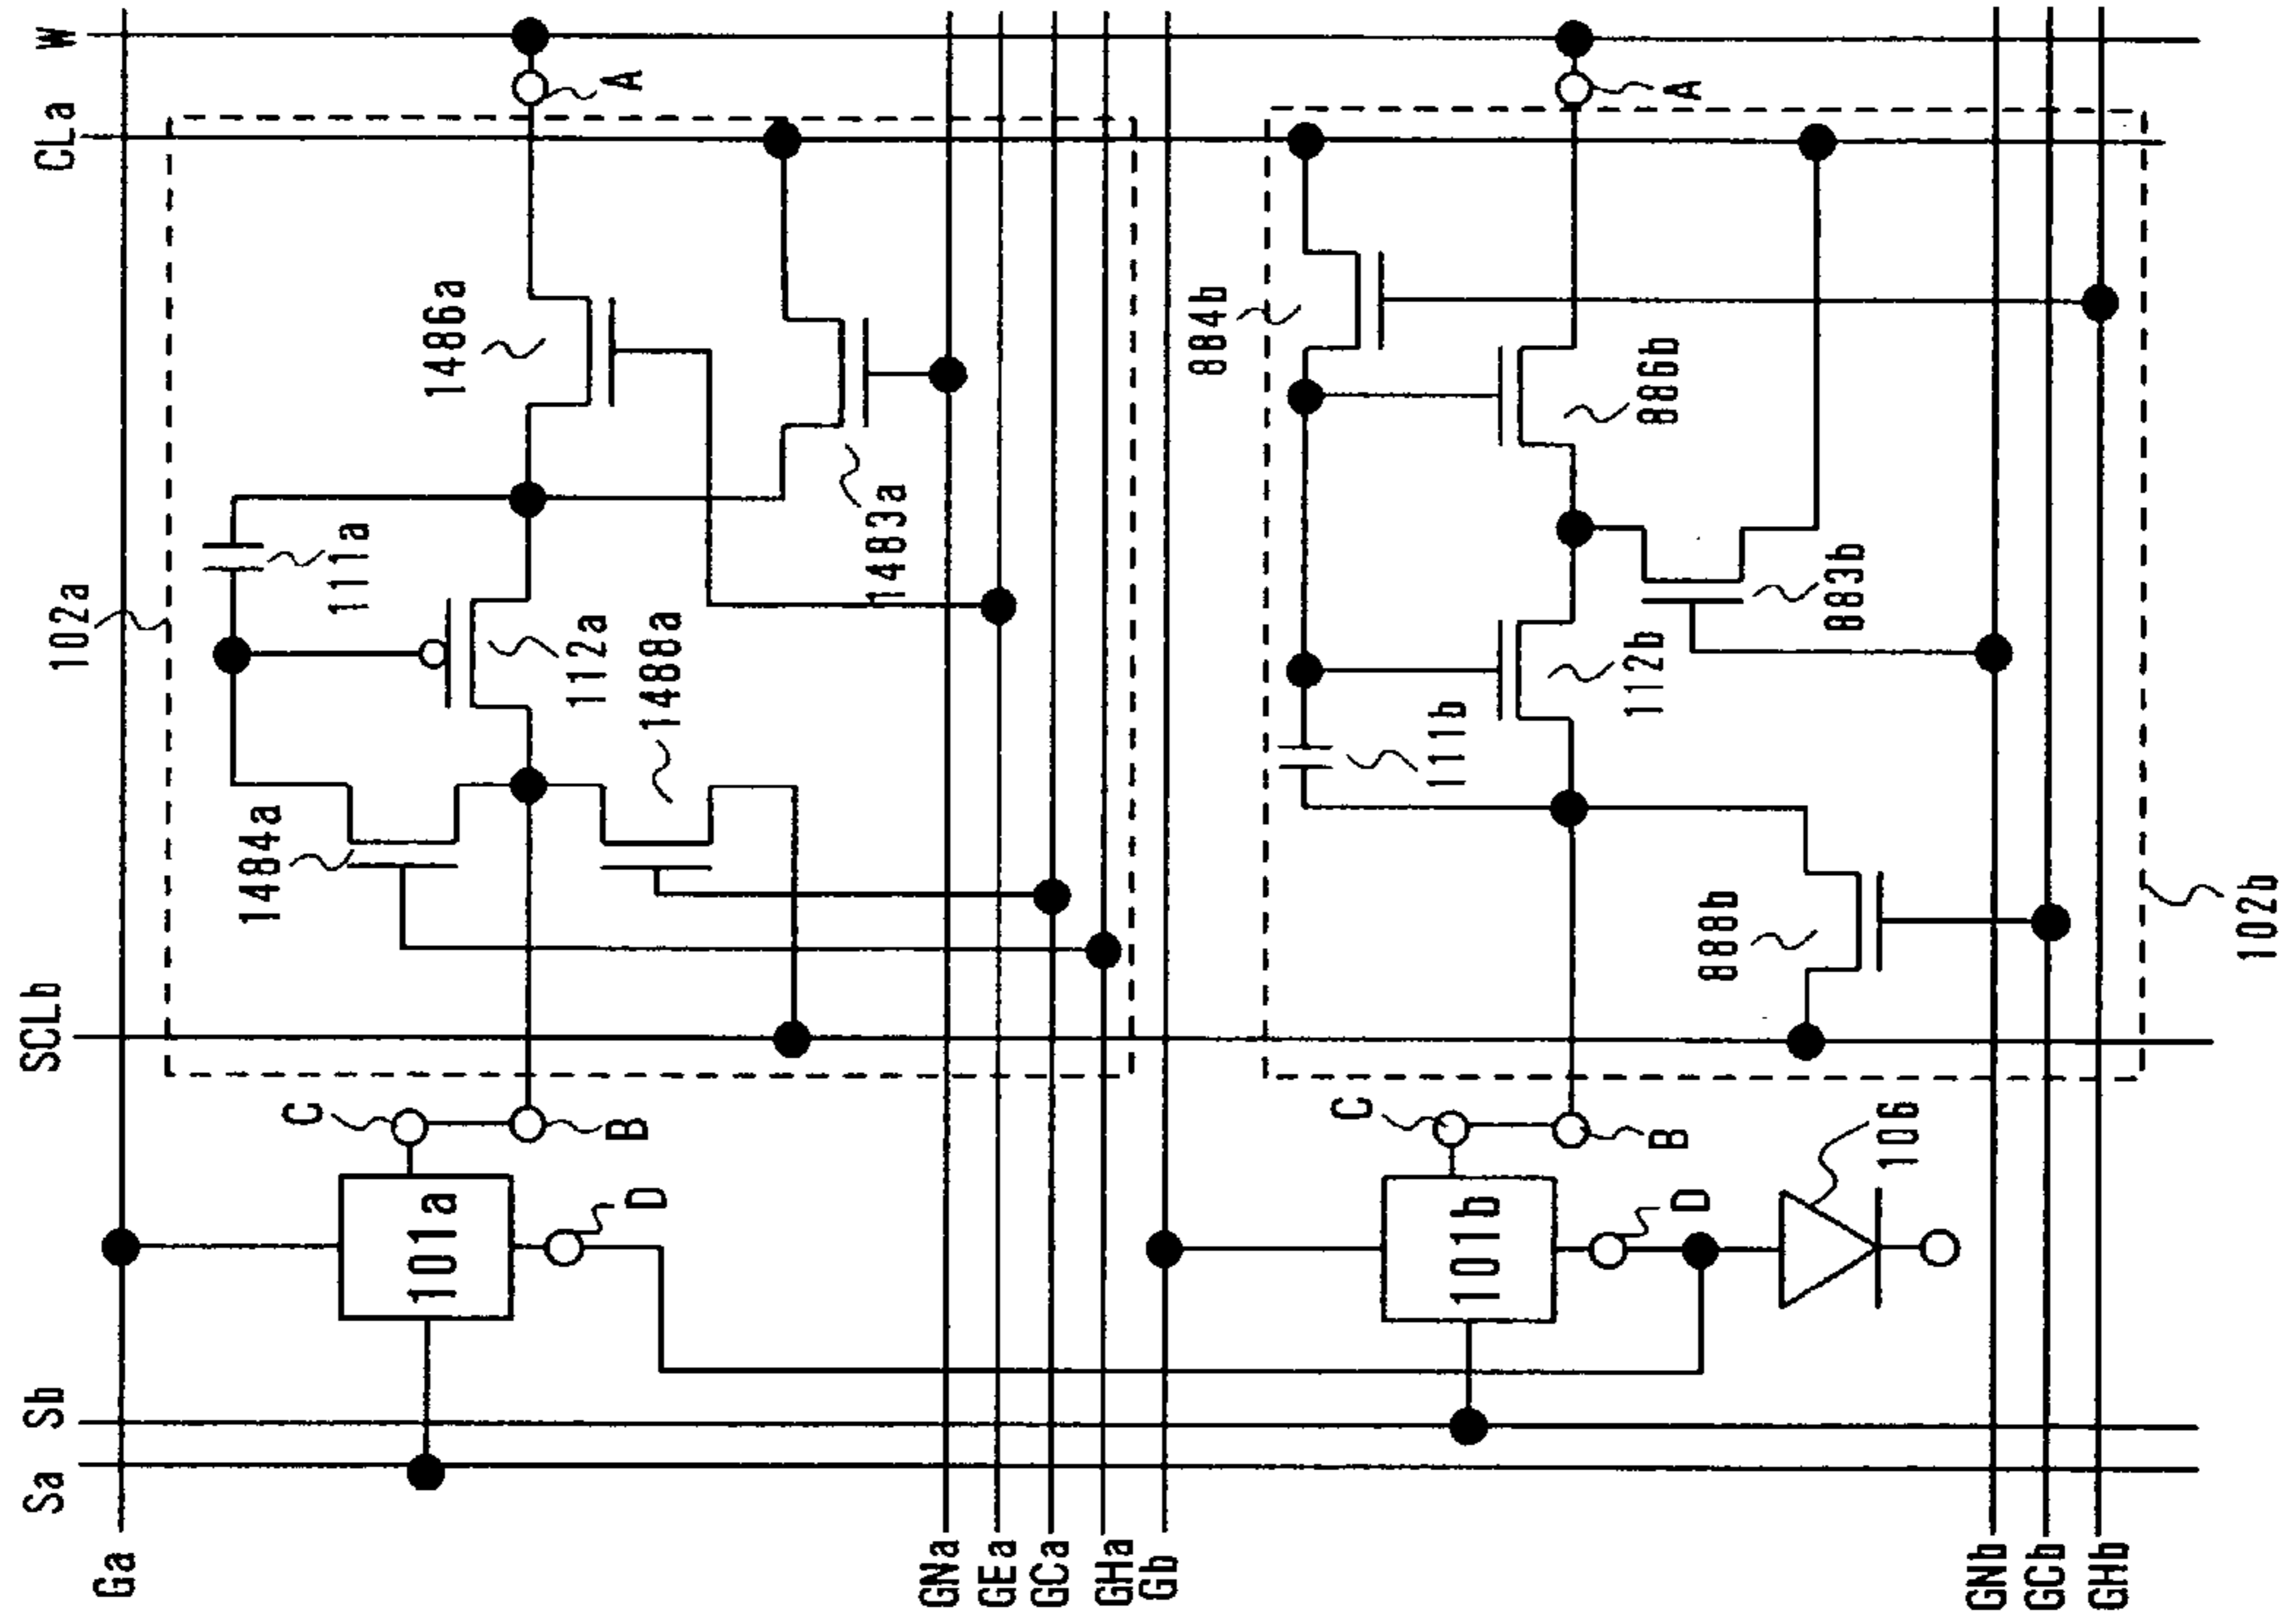 Ga
GNa
GEa
GCa
GHa
Gb
GNb
GCb
GHb
Sa
Sb
SCLb
CLa
W
102a
101a
D
C
B
1484a
1488a
112a
111a
1486a
1483a
A
101b
D
C
B
106
888b
111b
112b
883b
886b
884b
A
102b